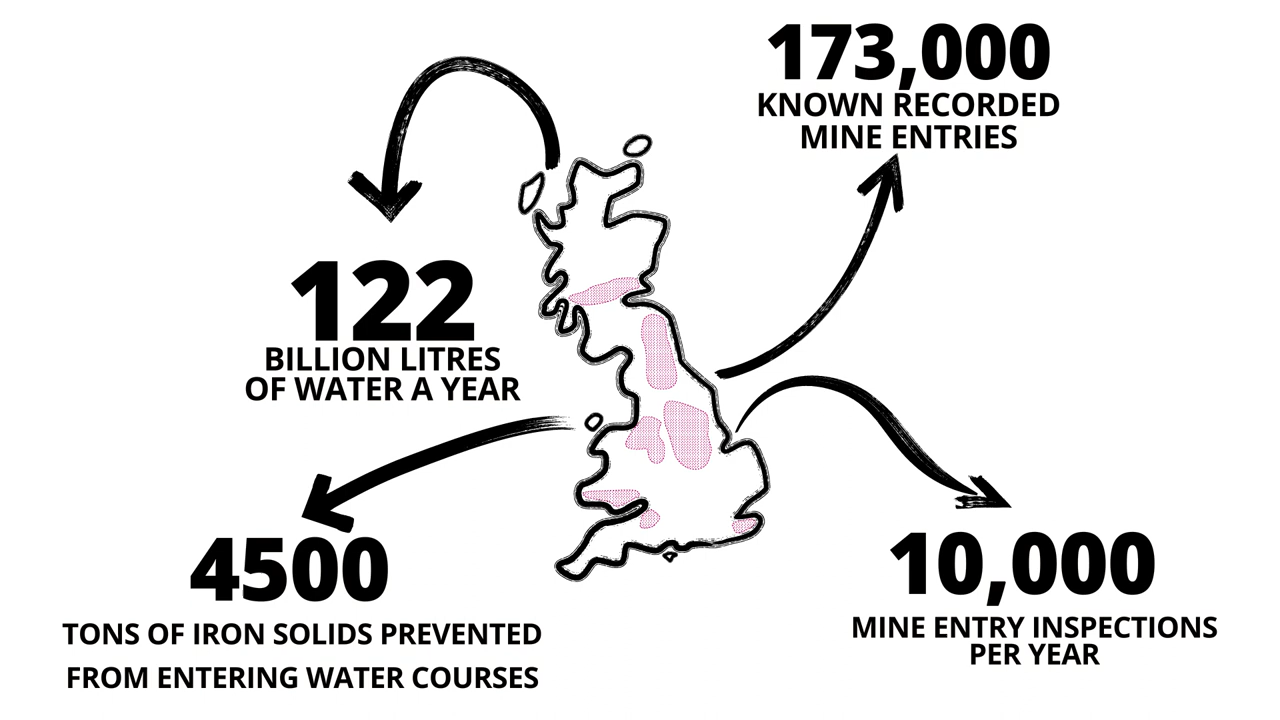 173,000
KNOWN RECORDED
MINE ENTRIES
122
BILLION LITRES
OF WATER A YEAR
4500
TONS OF IRON SOLIDS PREVENTED
FROM ENTERING WATER COURSES
10,000
MINE ENTRY INSPECTIONS
PER YEAR